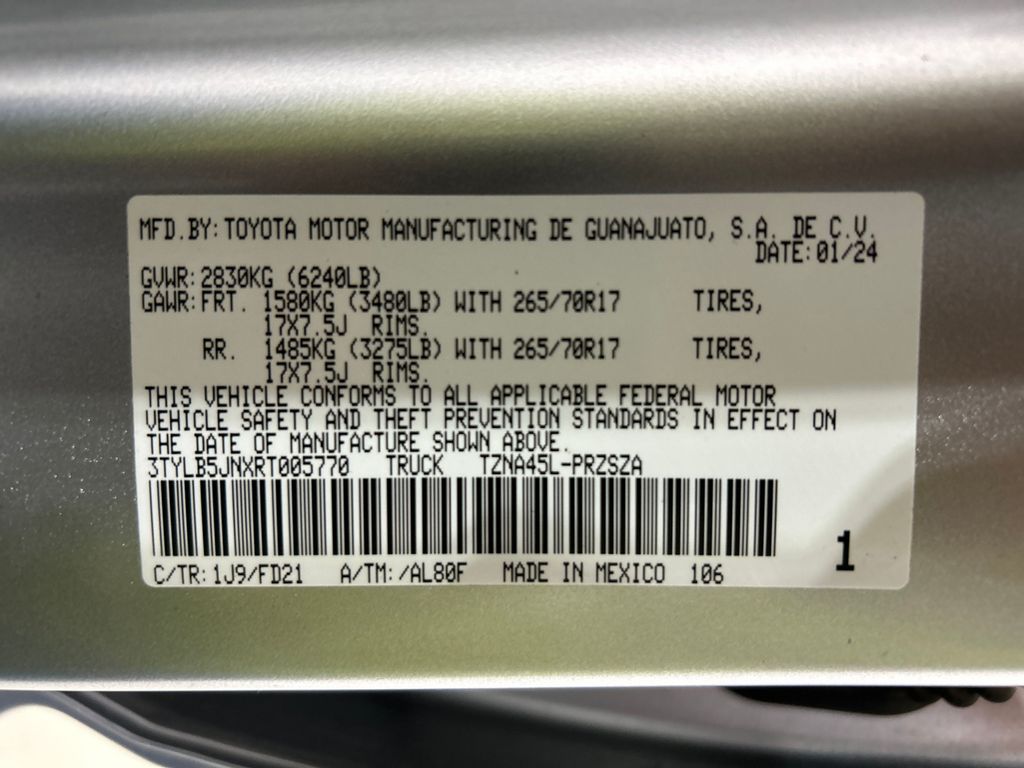 MFD.BY: TOYOTA MOTOR MANUFACTURING DE GUANAJUATO, S.A. DE C.V.
DATE: 01/24
GVWR: 2830KG (6240LB)
GAWR: FRT. 1580KG (3480LB) WITH 265/70R17 TIRES,
17X7.5J RIMS.
RR. 1485KG (3275LB) WITH 265/70R17 TIRES,
17X7.5J RIMS.
THIS VEHICLE CONFORMS TO ALL APPLICABLE FEDERAL MOTOR
VEHICLE SAFETY AND THEFT PREVENTION STANDARDS IN EFFECT ON
THE DATE OF MANUFACTURE SHOWN ABOVE.
3TYLB5JNXRT005770 TRUCK TZNA45L-PRZSZA
1
C/TR: 1J9/FD21 A/TM: /AL80F MADE IN MEXICO 106